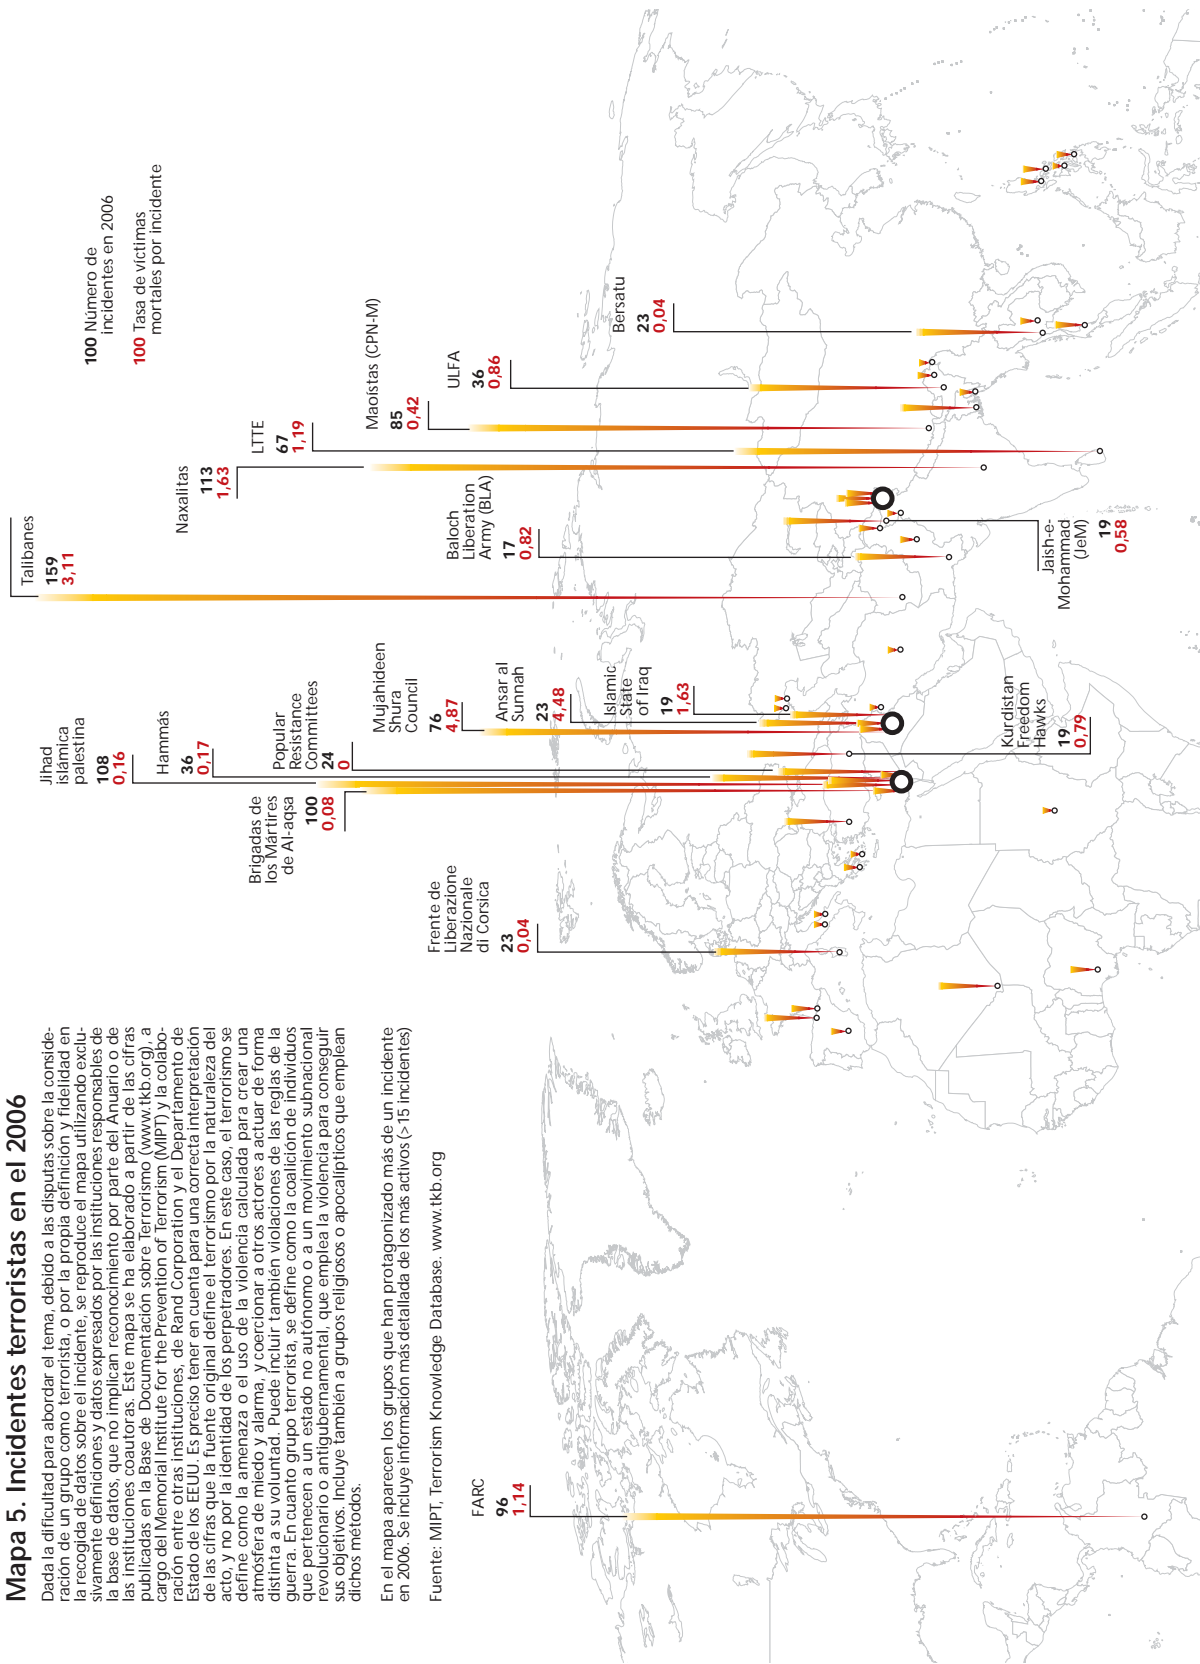 Mapa 5. Incidentes terroristas en el 2006
Dada la dificultad para abordar el tema, debido a las disputas sobre la conside-
ración de un grupo como terrorista, o por la propia definición y fidelidad en
la recogida de datos sobre el incidente, se reproduce el mapa utilizando exclu-
sivamente definiciones y datos expresados por las instituciones responsables de
la base de datos, que no implican reconocimiento por parte del Anuario o de
las instituciones coautoras. Este mapa se ha elaborado a partir de las cifras
publicadas en la Base de Documentación sobre Terrorismo (www.tkb.org), a
cargo del Memorial Institute for the Prevention of Terrorism (MIPT) y la colabo-
ración entre otras instituciones, de Rand Corporation y el Departamento de
Estado de los EEUU. Es preciso tener en cuenta para una correcta interpretación
de las cifras que la fuente original define el terrorismo por la naturaleza del
acto, y no por la identidad de los perpetradores. En este caso, el terrorismo se
define como la amenaza o el uso de la violencia calculada para crear una
atmósfera de miedo y alarma, y coercionar a otros actores a actuar de forma
distinta a su voluntad. Puede incluir también violaciones de las reglas de la
guerra. En cuanto grupo terrorista, se define como la coalición de individuos
que pertenecen a un estado no autónomo o a un movimiento subnacional
revolucionario o antigubernamental, que emplea la violencia para conseguir
sus objetivos. Incluye también a grupos religiosos o apocalípticos que emplean
dichos métodos.
En el mapa aparecen los grupos que han protagonizado más de un incidente
en 2006. Se incluye información más detallada de los más activos (>15 incidentes)
Fuente: MIPT, Terrorism Knowledge Database. www.tkb.org
100 Número de
incidentes en 2006
100 Tasa de víctimas
mortales por incidente
FARC
96
1,14
Frente de
Liberazione
Nazionale
di Corsica
23
0,04
Brigadas de
los Mártires
de Al-aqsa
100
0,08
Jihad
islámica
palestina
108
0,16
Hammás
36
0,17
Popular
Resistance
Committees
24
0
Mujahideen
Shura
Council
76
4,87
Ansar al
Sunnah
23
4,48
Islamic
State
of Iraq
19
1,63
Kurdistan
Freedom
Hawks
19
0,79
Talibanes
159
3,11
Naxalitas
113
1,63
Baloch
Liberation
Army (BLA)
17
0,82
Jaish-e-
Mohammad
(JeM)
19
0,58
LTTE
67
1,19
Maoístas (CPN-M)
85
0,42
ULFA
36
0,86
Bersatu
23
0,04